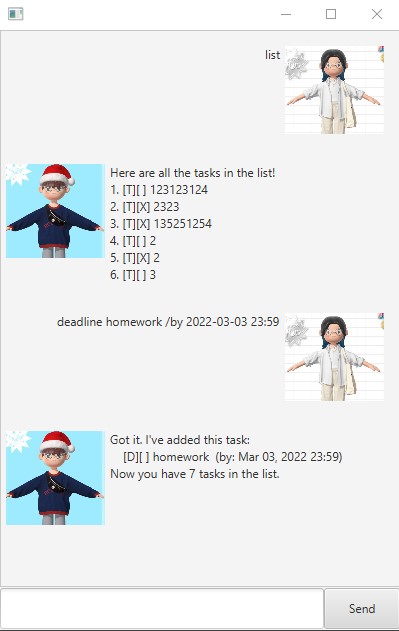 list
Here are all the tasks in the list!
1. [T][ ] 123123124
2. [T][X] 2323
3. [T][X] 135251254
4. [T][ ] 2
5. [T][X] 2
6. [T][ ] 3
deadline homework /by 2022-03-03 23:59
Got it. I've added this task:
[D][ ] homework  (by: Mar 03, 2022 23:59)
Now you have 7 tasks in the list.
Send